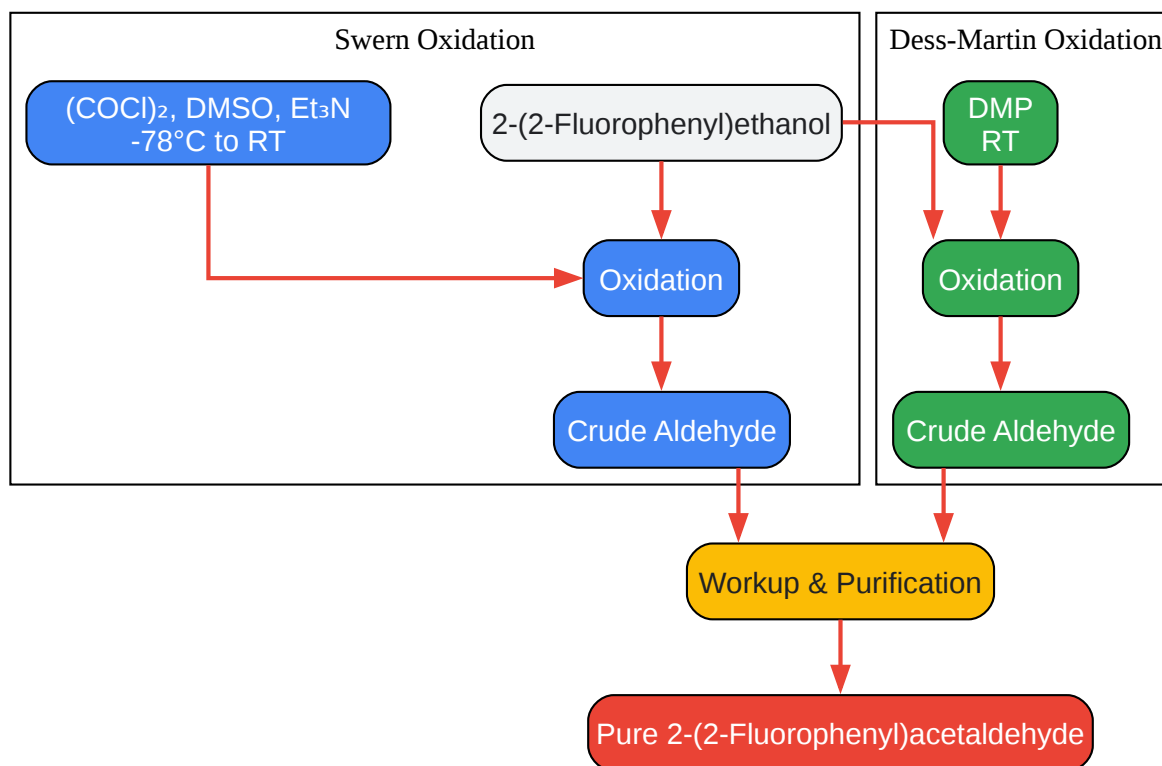 Swern Oxidation
Dess-Martin Oxidation
(COCl)₂, DMSO, Et₃N
-78°C to RT
2-(2-Fluorophenyl)ethanol
DMP
RT
Oxidation
Oxidation
Crude Aldehyde
Crude Aldehyde
Workup & Purification
Pure 2-(2-Fluorophenyl)acetaldehyde